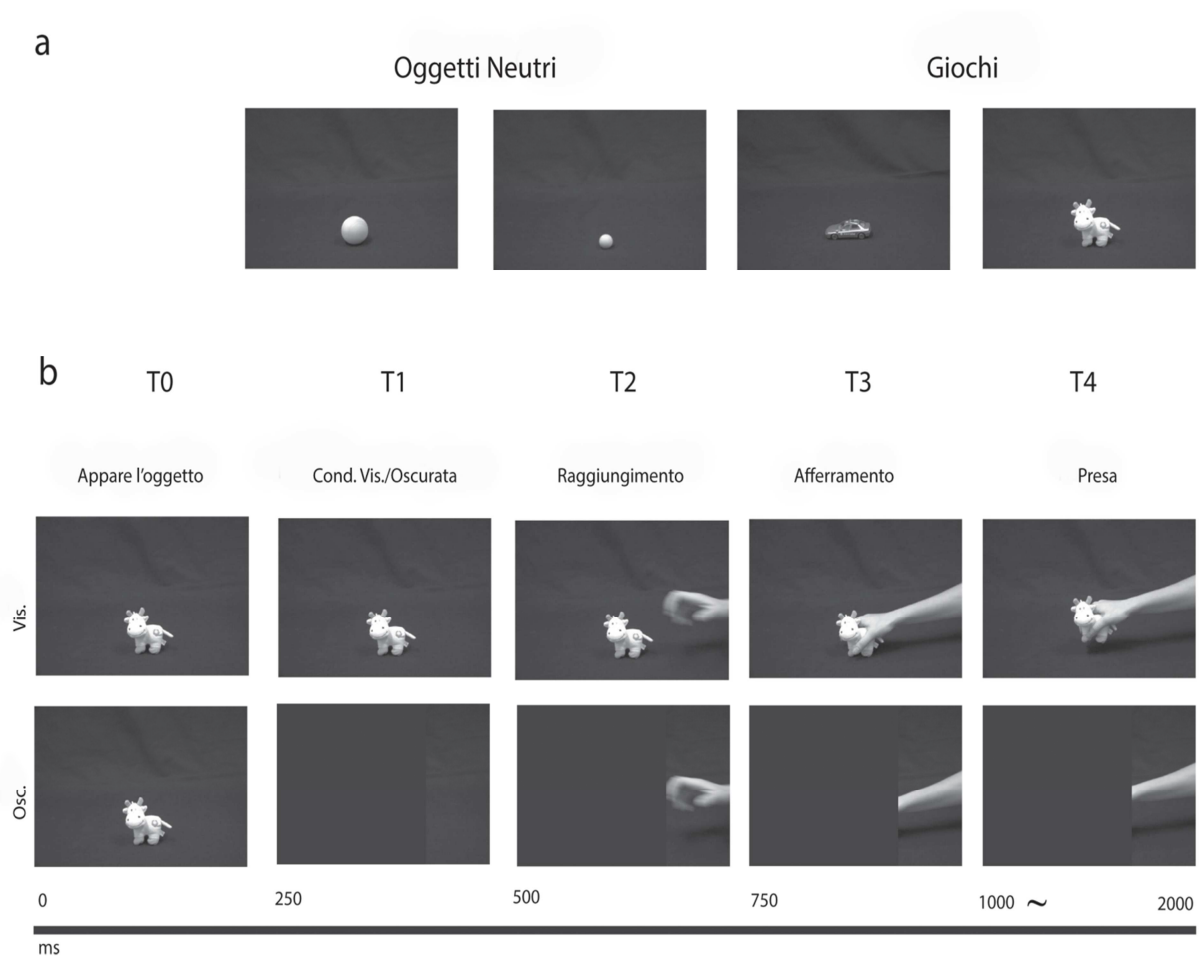 a
Oggetti Neutri
Giochi
b
T0
T1
T2
T3
T4
Appare l'oggetto
Cond. Vis./Oscurata
Raggiungimento
Afferramento
Presa
Vis.
Osc.
0
250
500
750
1000 ~ 2000
ms